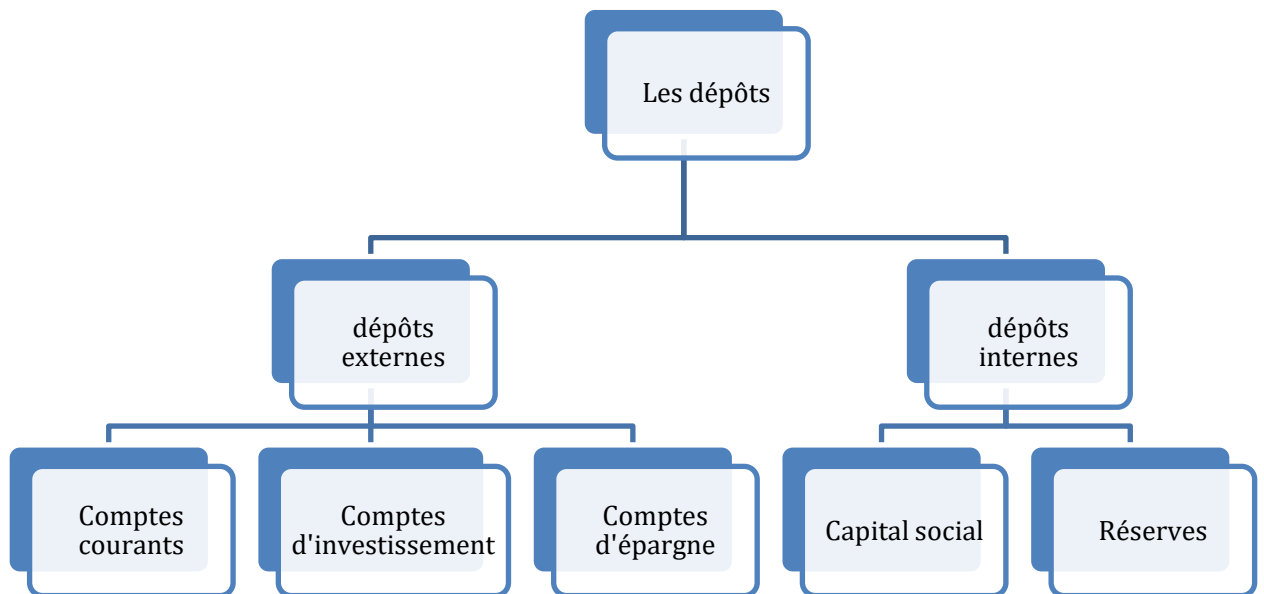 Les dépôts
dépôts
externes
dépôts
internes
Comptes
courants
Comptes
d'investissement
Comptes
d'épargne
Capital social
Réserves